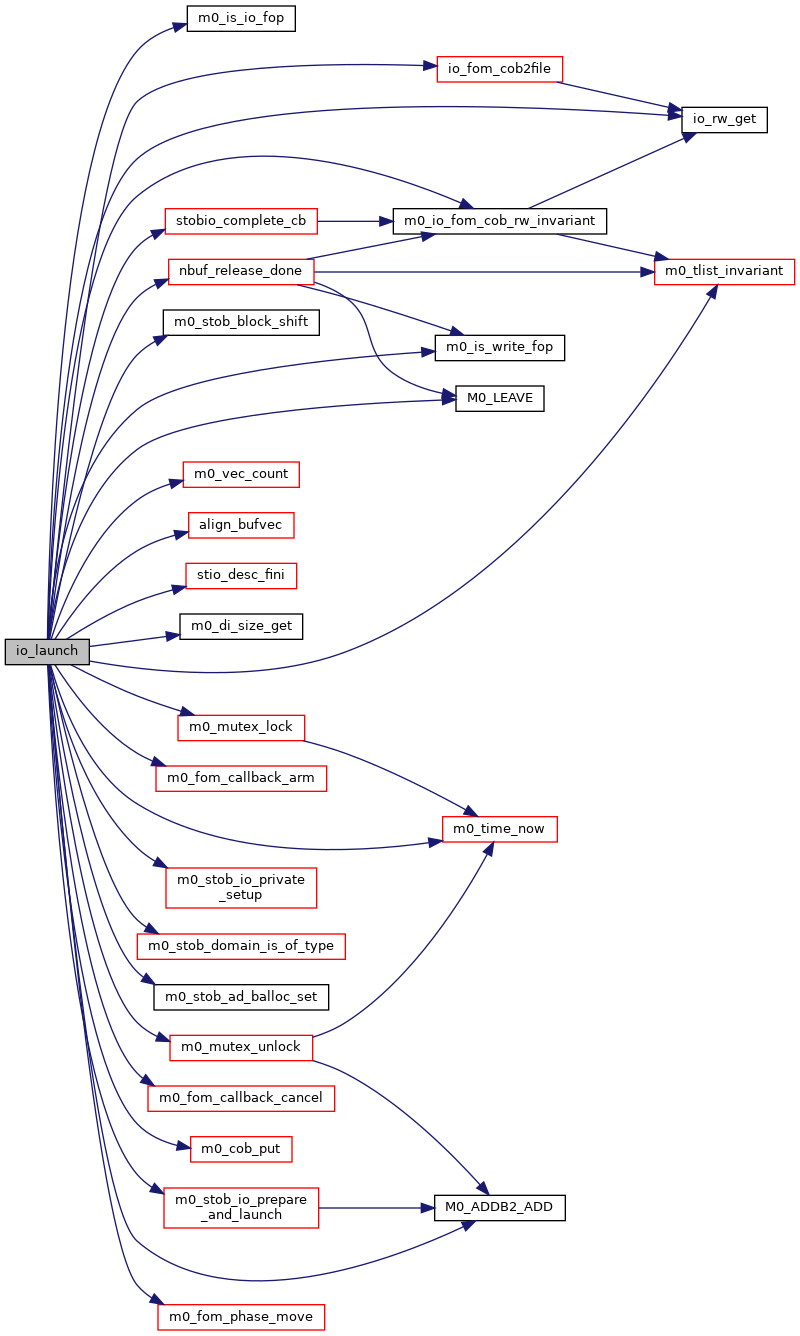 m0_is_io_fop
io_fom_cob2file
io_rw_get
stobio_complete_cb
m0_io_fom_cob_rw_invariant
nbuf_release_done
m0_tlist_invariant
m0_stob_block_shift
m0_is_write_fop
M0_LEAVE
m0_vec_count
align_bufvec
stio_desc_fini
m0_di_size_get
io_launch
m0_mutex_lock
m0_fom_callback_arm
m0_time_now
m0_stob_io_private
_setup
m0_stob_domain_is_of_type
m0_stob_ad_balloc_set
m0_mutex_unlock
m0_fom_callback_cancel
m0_cob_put
m0_stob_io_prepare
_and_launch
M0_ADDB2_ADD
m0_fom_phase_move